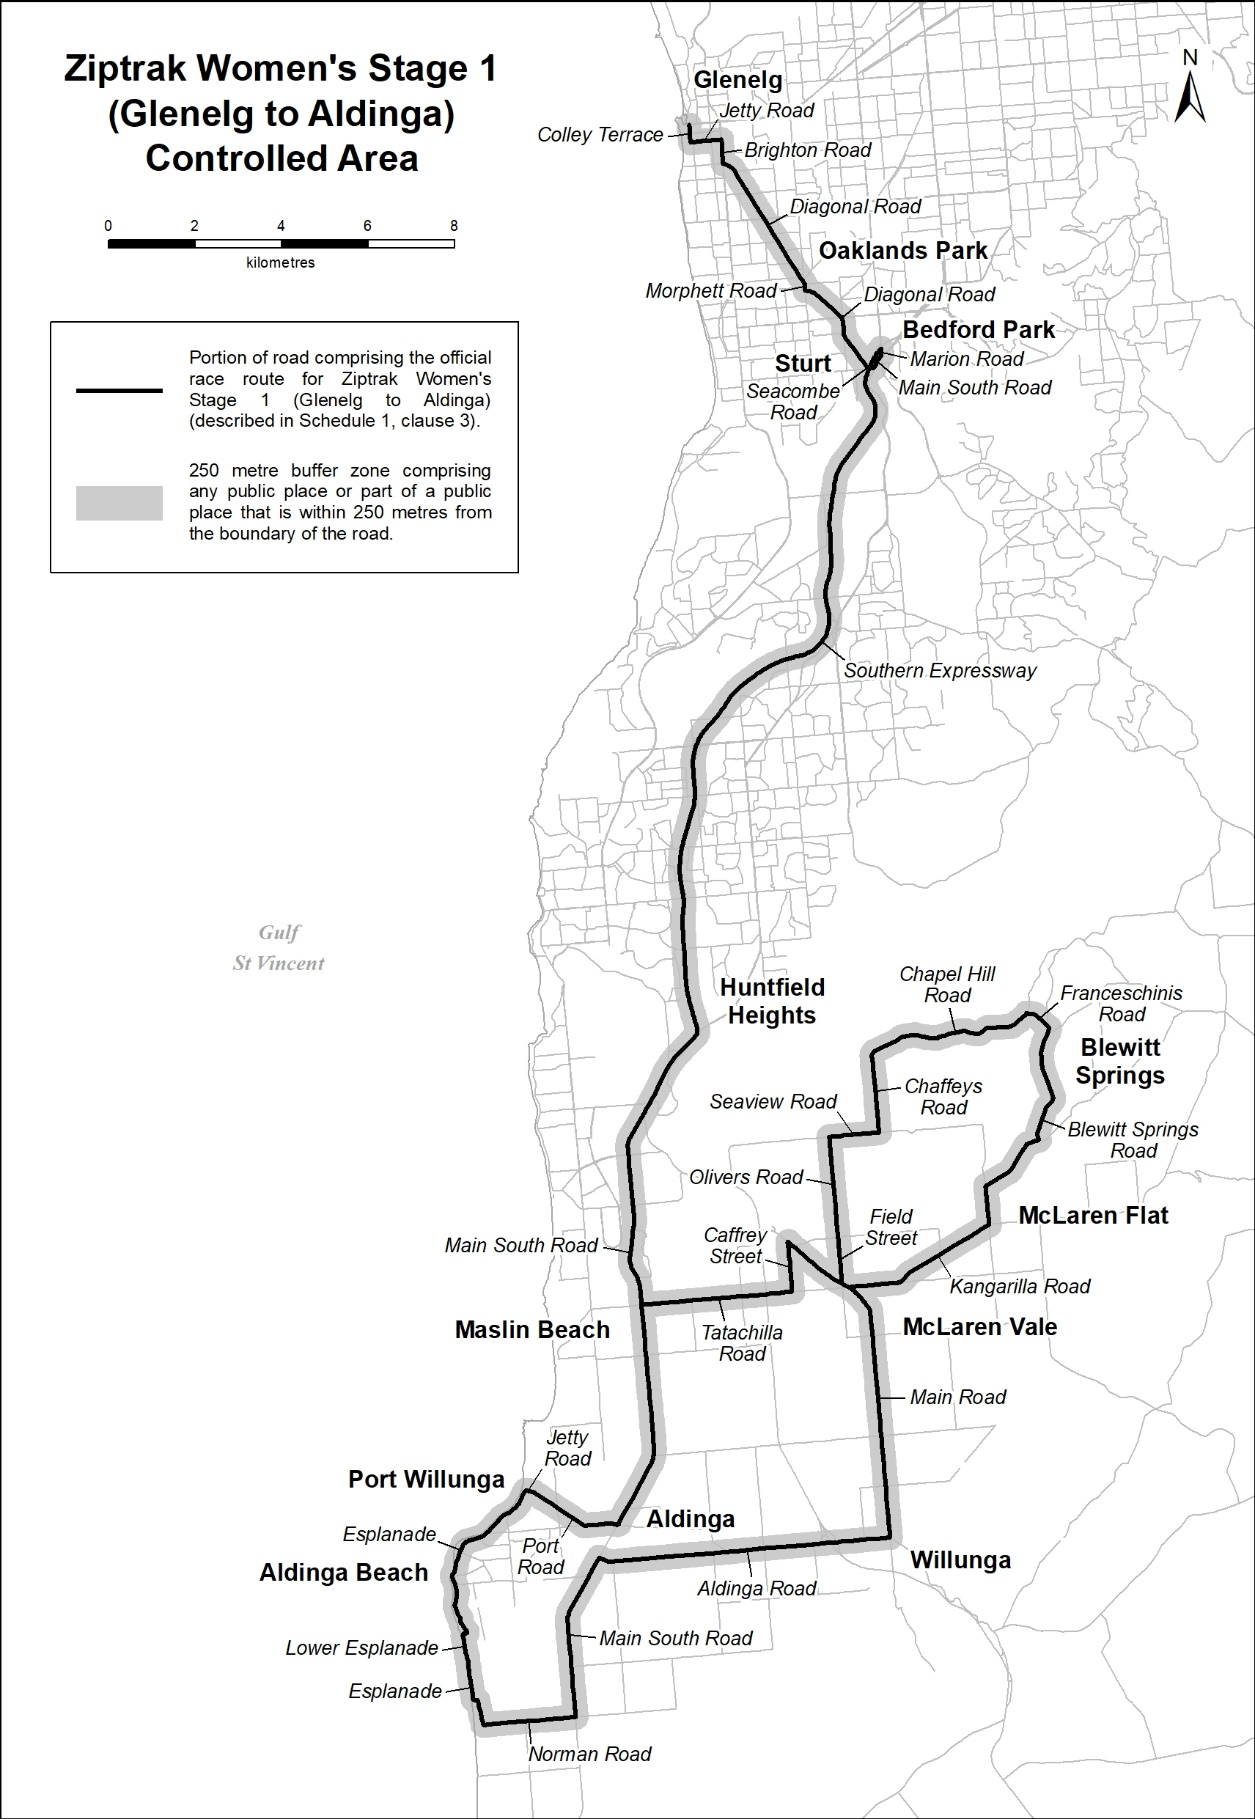 Ziptrak Women's Stage 1
(Glenelg to Aldinga)
Controlled Area
0 2 4 6 8
kilometres
Portion of road comprising the official
race route for Ziptrak Women's
Stage 1 (Glenelg to Aldinga)
(described in Schedule 1, clause 3).
250 metre buffer zone comprising
any public place or part of a public
place that is within 250 metres from
the boundary of the road.
N
Glenelg
Jetty Road
Colley Terrace
Brighton Road
Diagonal Road
Oaklands Park
Morphett Road
Diagonal Road
Bedford Park
Marion Road
Sturt
Main South Road
Seacombe
Road
Southern Expressway
Gulf
St Vincent
Huntfield
Heights
Chapel Hill
Road
Franceschinis
Road
Blewitt
Springs
Chaffeys
Road
Seaview Road
Blewitt Springs
Road
Olivers Road
McLaren Flat
Field
Street
Caffrey
Street
Main South Road
Kangarilla Road
Maslin Beach
McLaren Vale
Tatachilla
Road
Main Road
Jetty
Road
Port Willunga
Aldinga
Esplanade
Port
Road
Willunga
Aldinga Beach
Aldinga Road
Main South Road
Lower Esplanade
Esplanade
Norman Road